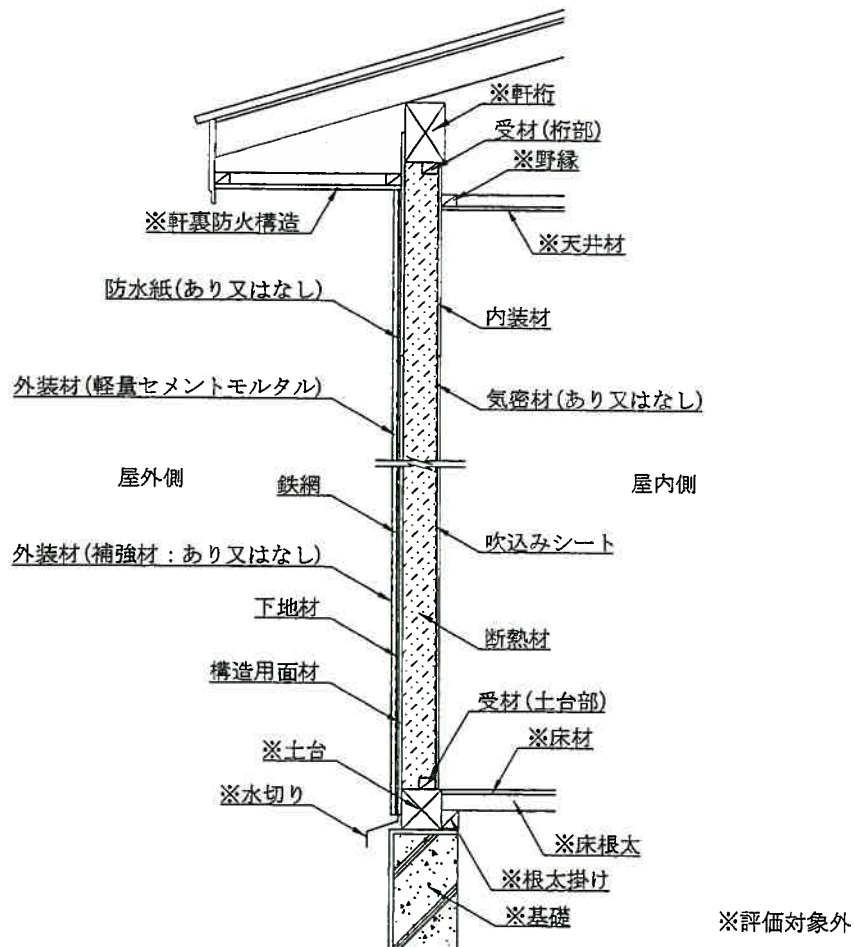 ※軒桁
受材(桁部)
※野縁
※軒裏防火構造
※天井材
防水紙(あり又はなし)
内装材
外装材(軽量セメントモルタル)
気密材(あり又はなし)
屋外側
鉄網
屋内側
外装材(補強材：あり又はなし)
吹込みシート
下地材
断熱材
構造用面材
受材(土台部)
※土台
※床材
※水切り
※床根太
※根太掛け
※基礎
※評価対象外